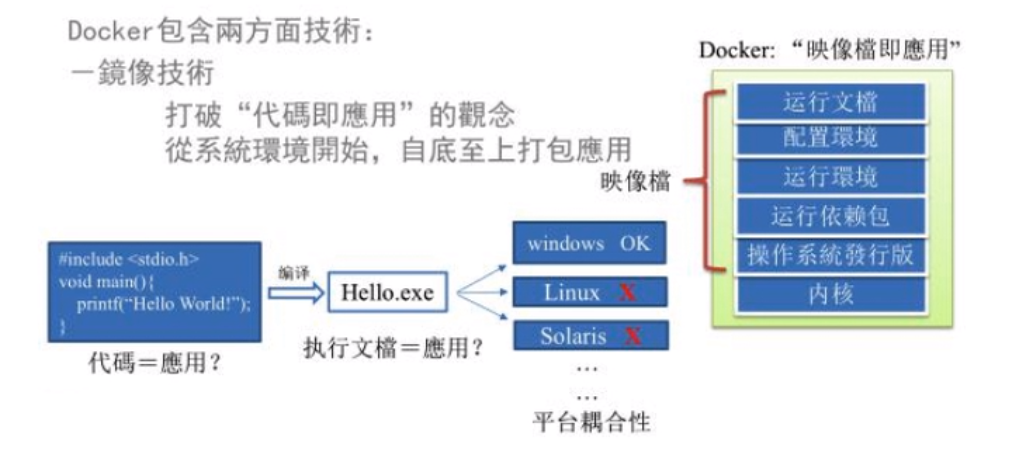 Docker包含兩方面技術：
－鏡像技術
打破“代碼即應用”的觀念
從系統環境開始，自底至上打包應用
Docker: “映像檔即應用”
运行文檔
配置環境
运行環境
运行依赖包
操作系統發行版
内核
映像檔
#include <stdio.h>
void main(){
printf(“Hello World!”);
}
代碼＝應用？
编译
Hello.exe
执行文檔＝應用？
windows OK
Linux X
Solaris X
…
…
平台耦合性